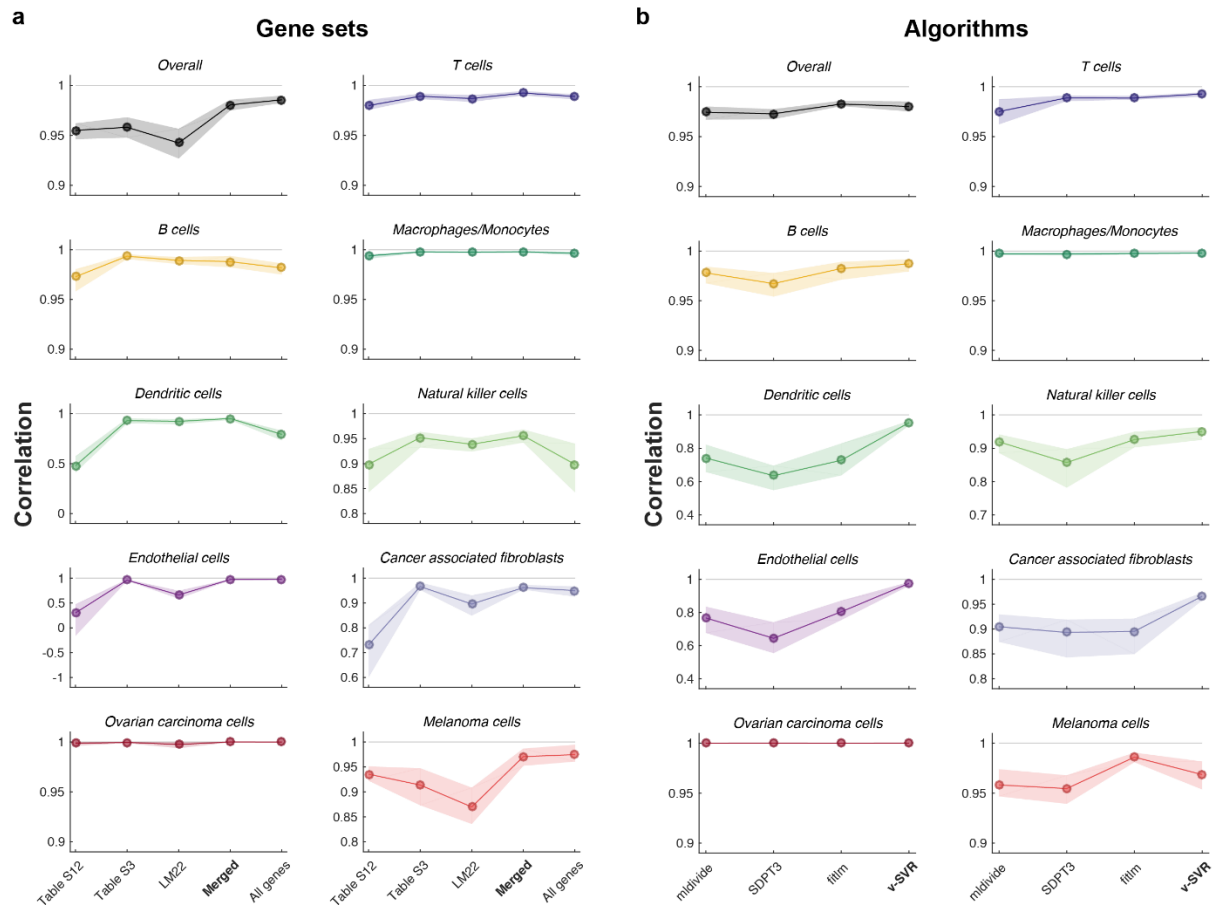 a
Gene sets
Overall
1
0.95
0.9
T cells
1
0.95
0.9
B cells
1
0.95
0.9
Macrophages/Monocytes
1
0.95
0.9
Dendritic cells
1
0.5
0
Natural killer cells
1
0.95
0.9
0.85
0.8
Correlation
Endothelial cells
1
0.5
0
-0.5
-1
Cancer associated fibroblasts
1
0.9
0.8
0.7
0.6
Ovarian carcinoma cells
1
0.95
0.9
Melanoma cells
1
0.95
0.9
0.85
0.8
Table S12
Table S3
LM22
Merged
All genes
Table S12
Table S3
LM22
Merged
All genes
b
Algorithms
Overall
1
0.95
0.9
T cells
1
0.95
0.9
B cells
1
0.95
0.9
Macrophages/Monocytes
1
0.95
0.9
Dendritic cells
1
0.8
0.6
0.4
Natural killer cells
1
0.9
0.8
0.7
Correlation
Endothelial cells
1
0.8
0.6
0.4
Cancer associated fibroblasts
1
0.95
0.9
0.85
0.8
Ovarian carcinoma cells
1
0.95
0.9
Melanoma cells
1
0.95
0.9
mldivide
SDPT3
fitlm
v-SVR
mldivide
SDPT3
fitlm
v-SVR